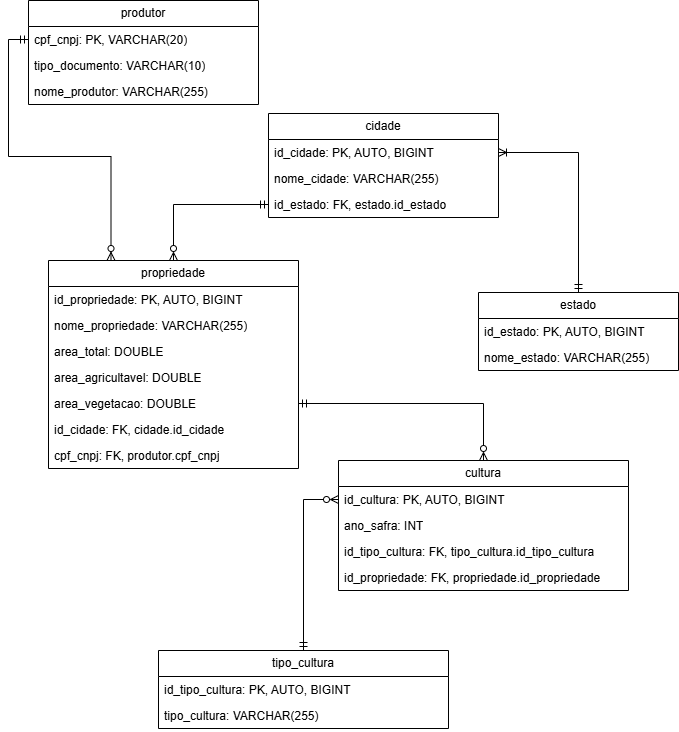 produtor
cpf_cnpj: PK, VARCHAR(20)
tipo_documento: VARCHAR(10)
nome_produtor: VARCHAR(255)
cidade
id_cidade: PK, AUTO, BIGINT
nome_cidade: VARCHAR(255)
id_estado: FK, estado.id_estado
propriedade
id_propriedade: PK, AUTO, BIGINT
nome_propriedade: VARCHAR(255)
area_total: DOUBLE
area_agricultavel: DOUBLE
area_vegetacao: DOUBLE
id_cidade: FK, cidade.id_cidade
cpf_cnpj: FK, produtor.cpf_cnpj
estado
id_estado: PK, AUTO, BIGINT
nome_estado: VARCHAR(255)
cultura
id_cultura: PK, AUTO, BIGINT
ano_safra: INT
id_tipo_cultura: FK, tipo_cultura.id_tipo_cultura
id_propriedade: FK, propriedade.id_propriedade
tipo_cultura
id_tipo_cultura: PK, AUTO, BIGINT
tipo_cultura: VARCHAR(255)